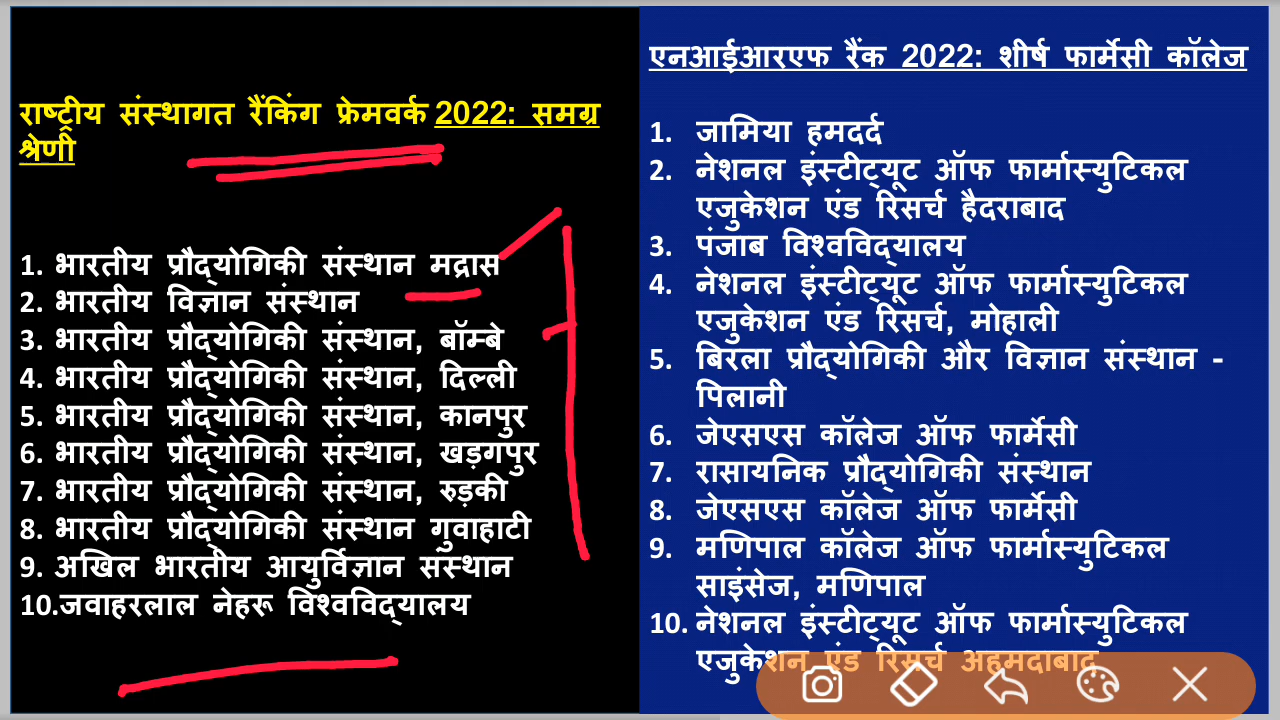 राष्ट्रीय संस्थागत रैंकिंग फ्रेमवर्क 2022: समग्र
श्रेणी
1. भारतीय प्रौद्योगिकी संस्थान मद्रास
2. भारतीय विज्ञान संस्थान
3. भारतीय प्रौद्योगिकी संस्थान, बॉम्बे
4. भारतीय प्रौद्योगिकी संस्थान, दिल्ली
5. भारतीय प्रौद्योगिकी संस्थान, कानपुर
6. भारतीय प्रौद्योगिकी संस्थान, खड़गपुर
7. भारतीय प्रौद्योगिकी संस्थान, रुड़की
8. भारतीय प्रौद्योगिकी संस्थान गुवाहाटी
9. अखिल भारतीय आयुर्विज्ञान संस्थान
10.जवाहरलाल नेहरू विश्वविद्यालय
एनआईआरएफ रैंक 2022: शीर्ष फार्मेसी कॉलेज
1. जामिया हमदर्द
2. नेशनल इंस्टीट्यूट ऑफ फार्मास्युटिकल
एजुकेशन एंड रिसर्च हैदराबाद
3. पंजाब विश्वविद्यालय
4. नेशनल इंस्टीट्यूट ऑफ फार्मास्युटिकल
एजुकेशन एंड रिसर्च, मोहाली
5. बिरला प्रौद्योगिकी और विज्ञान संस्थान -
पिलानी
6. जेएसएस कॉलेज ऑफ फार्मेसी
7. रासायनिक प्रौद्योगिकी संस्थान
8. जेएसएस कॉलेज ऑफ फार्मेसी
9. मणिपाल कॉलेज ऑफ फार्मास्युटिकल
साइंसेज, मणिपाल
10. नेशनल इंस्टीट्यूट ऑफ फार्मास्युटिकल
एजुकेशन एंड रिसर्च अहमदाबाद